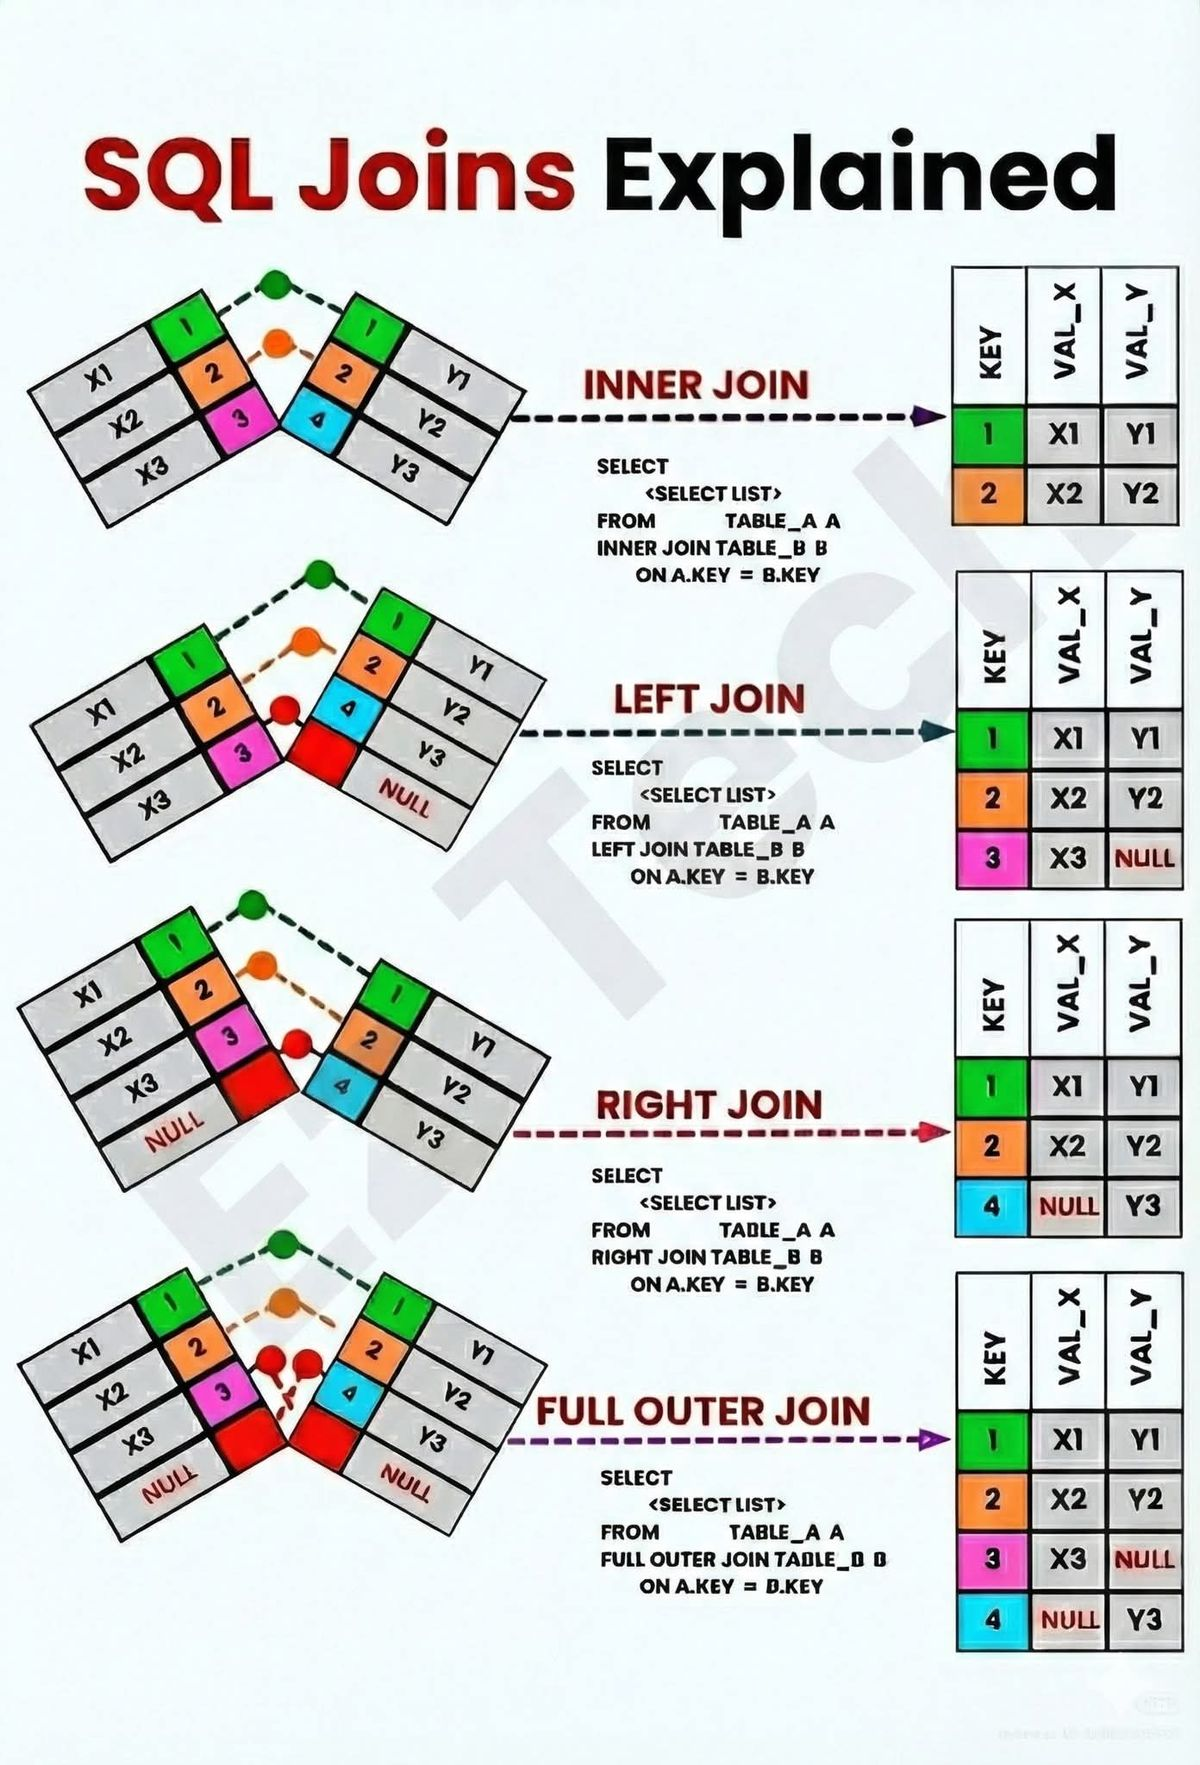 SQL Joins Explained
1 1
X1 2 2 Y1
X2 3 4 Y2
X3 Y3
INNER JOIN
SELECT
<SELECT LIST>
FROM TABLE_A A
INNER JOIN TABLE_B B
ON A.KEY = B.KEY
KEY VAL_X VAL_Y
1 X1 Y1
2 X2 Y2
1 1
X1 2 2 Y1
X2 3 4 Y2
X3 Y3
NULL
LEFT JOIN
SELECT
<SELECT LIST>
FROM TABLE_A A
LEFT JOIN TABLE_B B
ON A.KEY = B.KEY
KEY VAL_X VAL_Y
1 X1 Y1
2 X2 Y2
3 X3 NULL
1 1
X1 2 2 Y1
X2 3 4 Y2
X3 Y3
NULL
RIGHT JOIN
SELECT
<SELECT LIST>
FROM TABLE_A A
RIGHT JOIN TABLE_B B
ON A.KEY = B.KEY
KEY VAL_X VAL_Y
1 X1 Y1
2 X2 Y2
4 NULL Y3
1 1
X1 2 2 Y1
X2 3 4 Y2
X3 Y3
NULL NULL
FULL OUTER JOIN
SELECT
<SELECT LIST>
FROM TABLE_A A
FULL OUTER JOIN TABLE_B B
ON A.KEY = B.KEY
KEY VAL_X VAL_Y
1 X1 Y1
2 X2 Y2
3 X3 NULL
4 NULL Y3